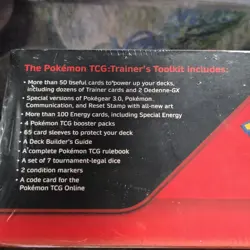 The Pokémon TCG: Trainer's Toolkit includes:
• More than 50 useful cards to power up your decks,
including dozens of Trainer cards and 2 Dedenne-GX
• Special versions of Pokégear 3.0, Pokémon
Communication, and Reset Stamp with all-new art
• More than 100 Energy cards, including Special Energy
• 4 Pokémon TCG booster packs
• 65 card sleeves to protect your deck
• A Deck Builder's Guide
• A complete Pokémon TCG rulebook
• A set of 7 tournament-legal dice
• 2 condition markers
• A code card for the
Pokémon TCG Online